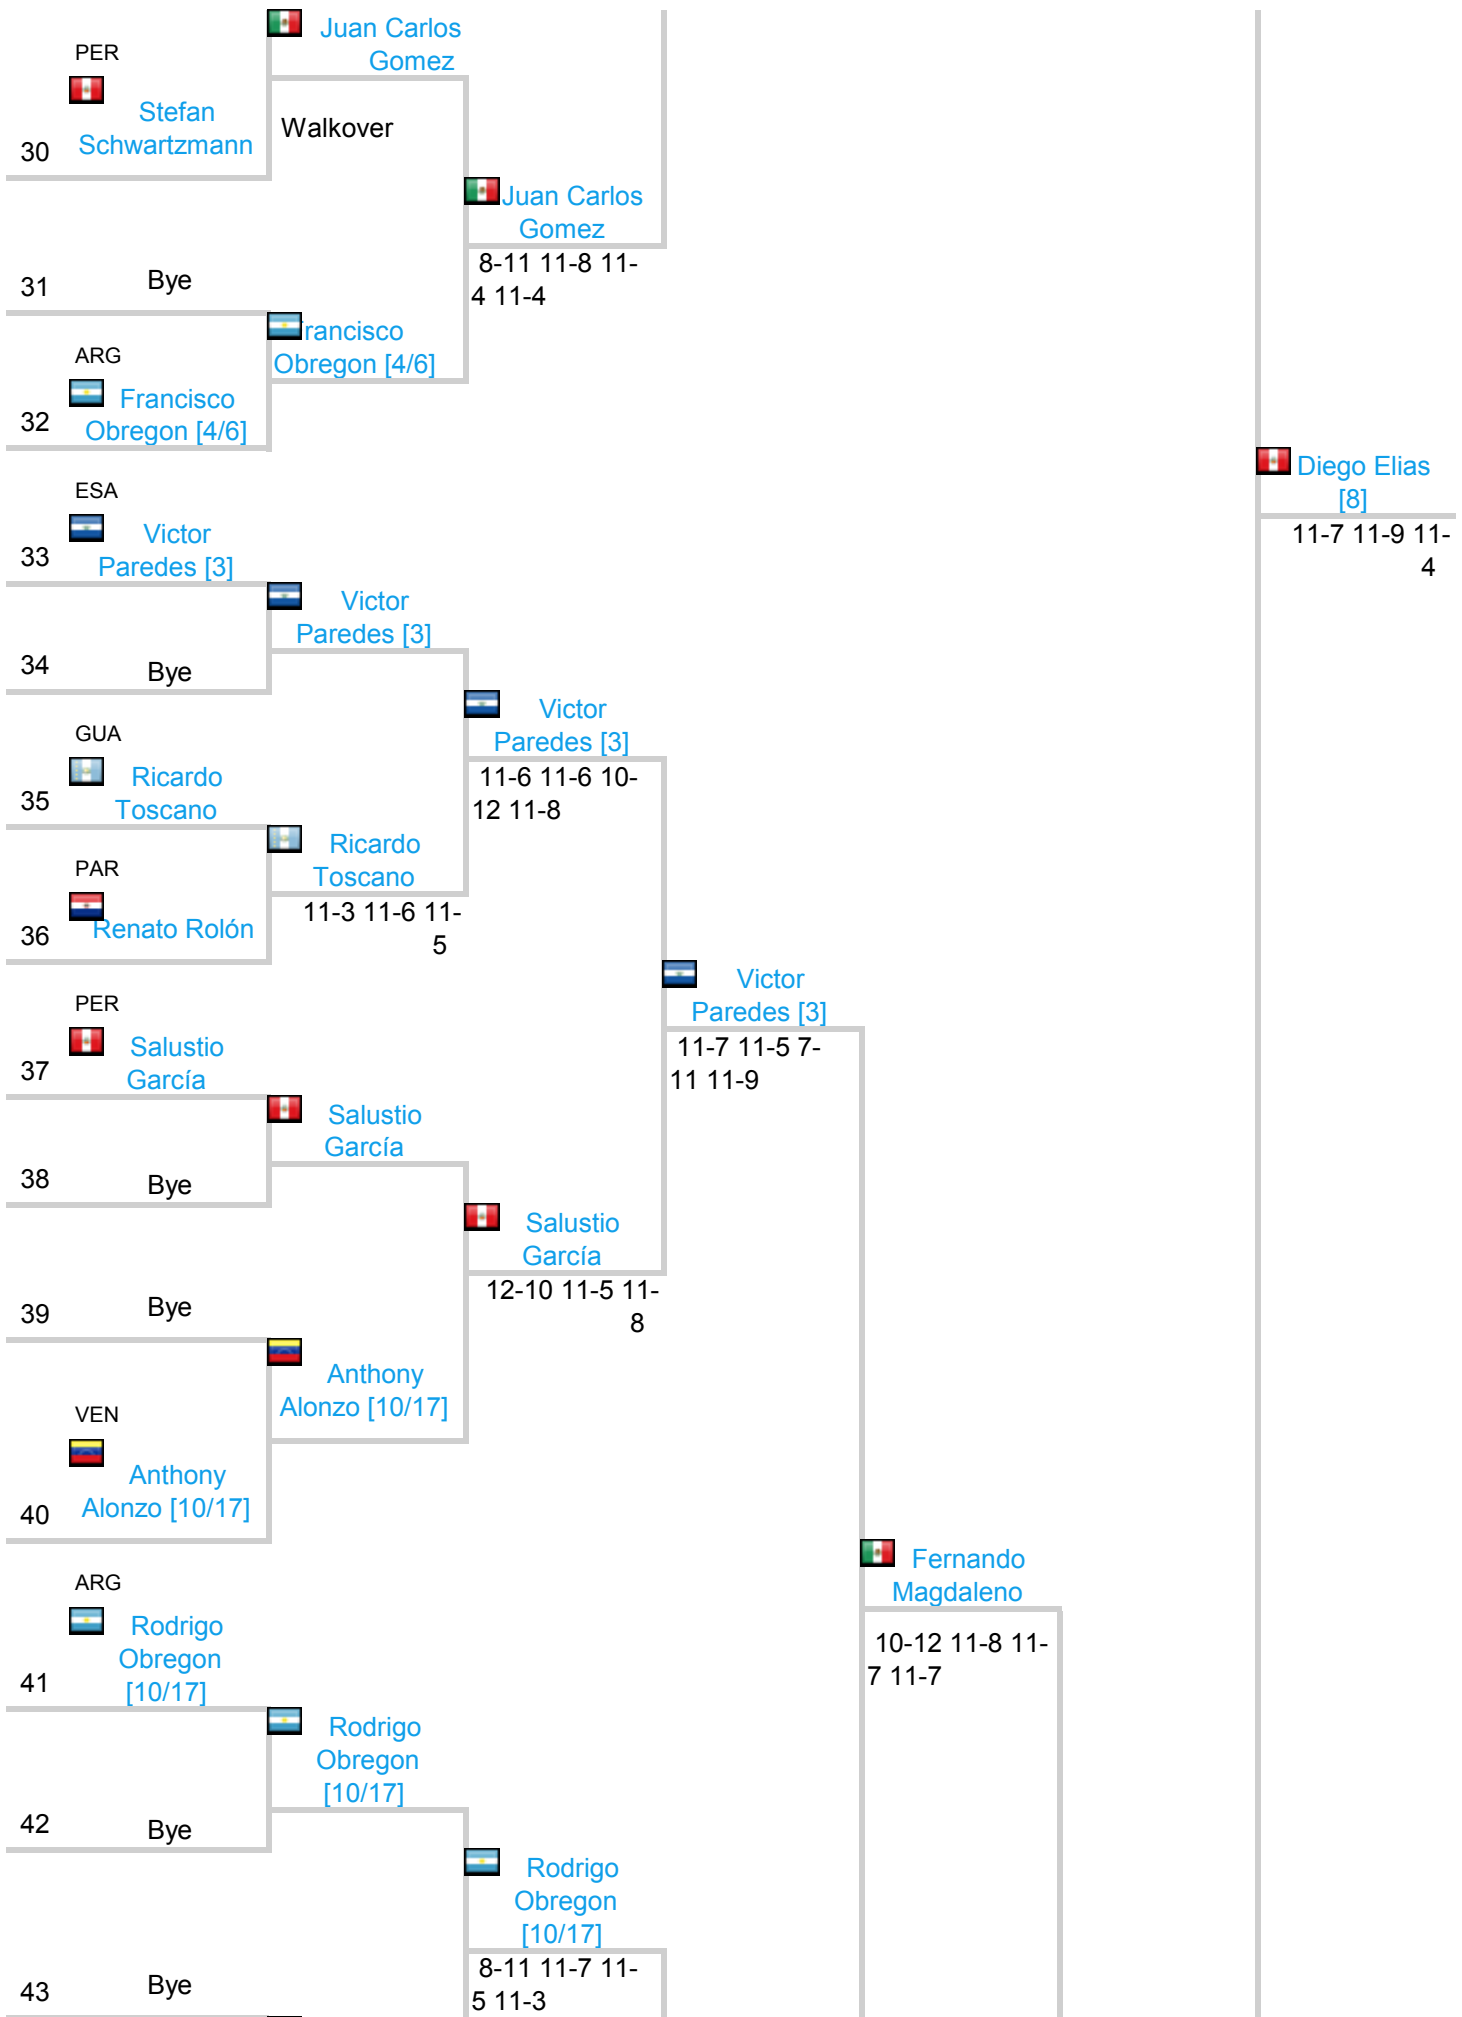 Juan Carlos
Gomez
PER
Stefan
Schwartzmann
30
Walkover
Juan Carlos
Gomez
8-11 11-8 11-
4 11-4
31
Bye
rancisco
Obregon [4/6]
ARG
Francisco
Obregon [4/6]
32
Diego Elias
[8]
11-7 11-9 11-
4
ESA
Victor
Paredes [3]
33
Victor
Paredes [3]
34
Bye
Victor
Paredes [3]
11-6 11-6 10-
12 11-8
GUA
Ricardo
Toscano
35
Ricardo
Toscano
11-3 11-6 11-
5
PAR
Renato Rolón
36
Victor
Paredes [3]
11-7 11-5 7-
11 11-9
PER
Salustio
García
37
Salustio
García
38
Bye
Salustio
García
12-10 11-5 11-
8
39
Bye
Anthony
Alonzo [10/17]
VEN
Anthony
Alonzo [10/17]
40
Fernando
Magdaleno
10-12 11-8 11-
7 11-7
ARG
Rodrigo
Obregon
[10/17]
41
Rodrigo
Obregon
[10/17]
42
Bye
Rodrigo
Obregon
[10/17]
8-11 11-7 11-
5 11-3
43
Bye